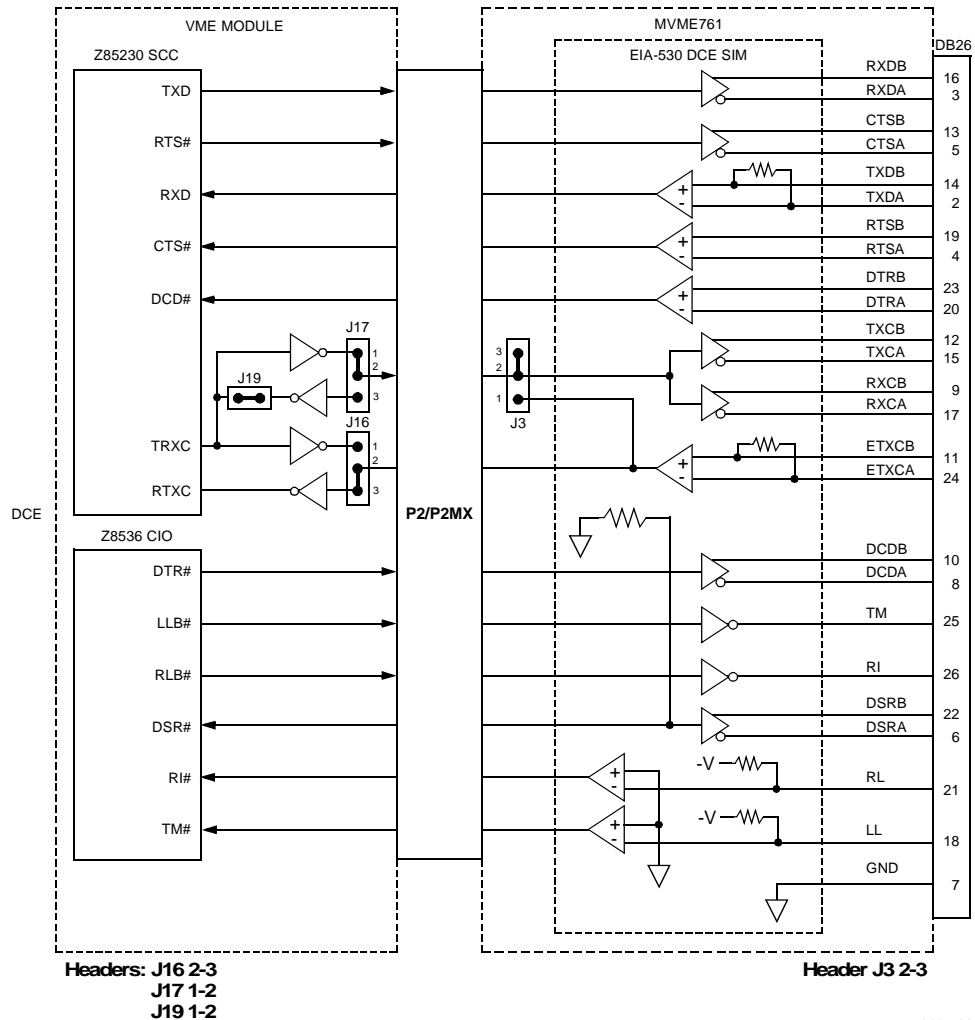 VME MODULE
MVME761
Z85230 SCC
EIA-530 DCE SIM
DB26
TXD
RXDB
16
RXDA
3
RTS#
CTSB
13
CTSA
5
RXD
+
-
TXDB
14
TXDA
2
CTS#
+
-
RTSB
19
RTSA
4
DCD#
+
-
DTRB
23
DTRA
20
J17
1
2
3
J19
3
2
1
J3
TXCB
12
TXCA
15
RXCB
9
RXCA
17
J16
1
2
3
TRXC
RTXC
+
-
ETXCB
11
ETXCA
24
DCE
P2/P2MX
Z8536 CIO
DTR#
DCDB
10
DCDA
8
LLB#
TM
25
RLB#
RI
26
DSR#
DSRB
22
DSRA
6
RI#
+
-
-V
RL
21
TM#
+
-
-V
LL
18
GND
7
Headers: J16 2-3
J17 1-2
J19 1-2
Header J3 2-3